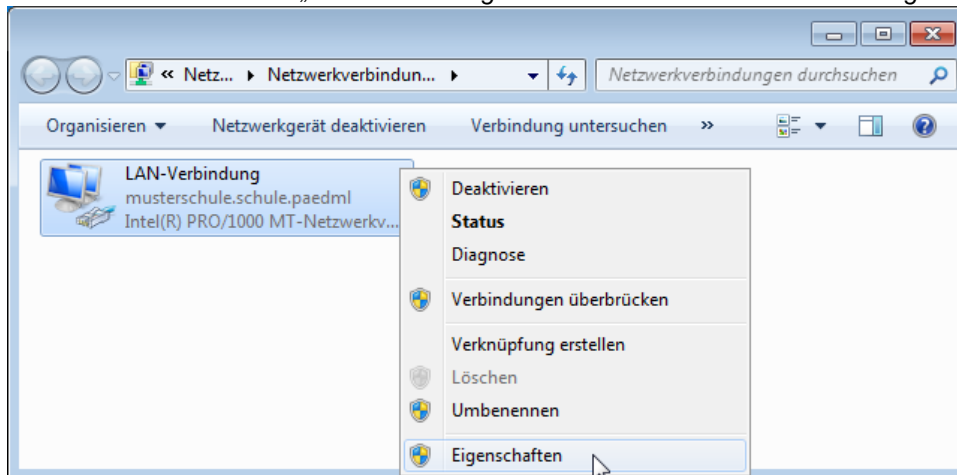 Netz... Netzwerkverbindun...
Netzwerkverbindungen durchsuchen
Organisieren Netzwerkgerät deaktivieren Verbindung untersuchen »
LAN-Verbindung
musterschule.schule.paedml
Intel(R) PRO/1000 MT-Netzwerkv...
Deaktivieren
Status
Diagnose
Verbindungen überbrücken
Verknüpfung erstellen
Löschen
Umbenennen
Eigenschaften